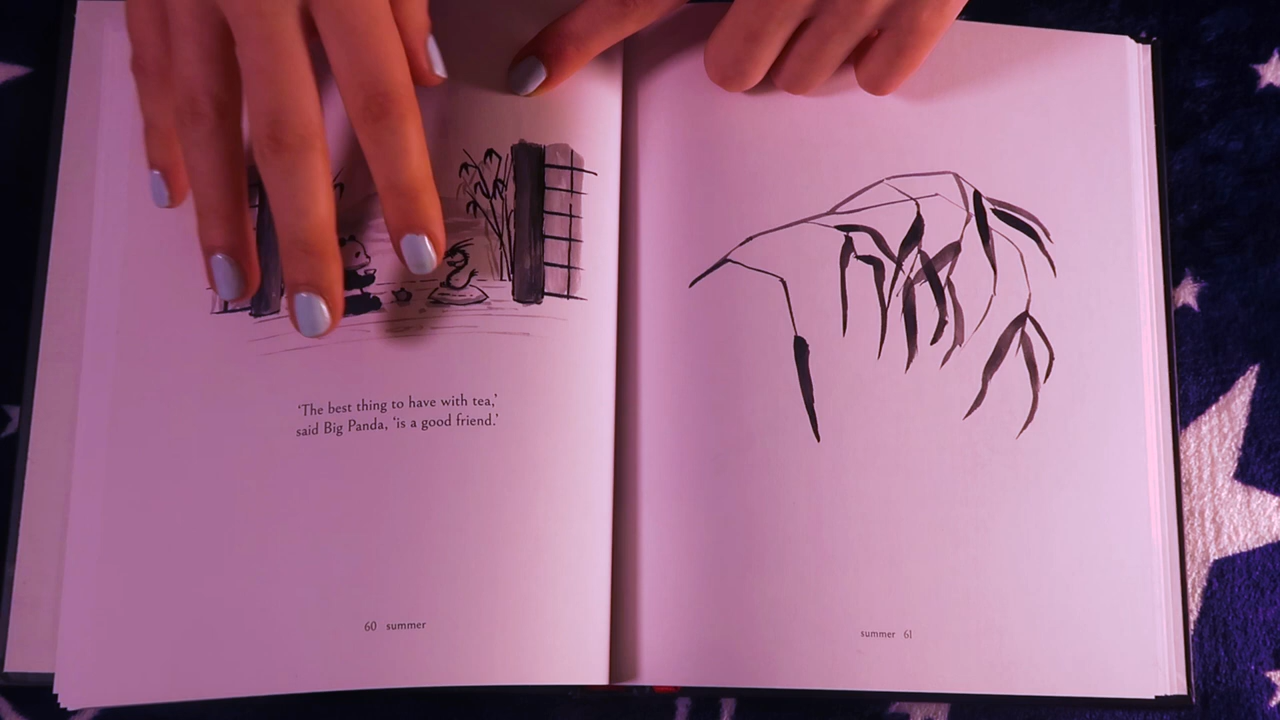 ‘The best thing to have with tea,’
said Big Panda, ‘is a good friend.’
60 summer
summer 61